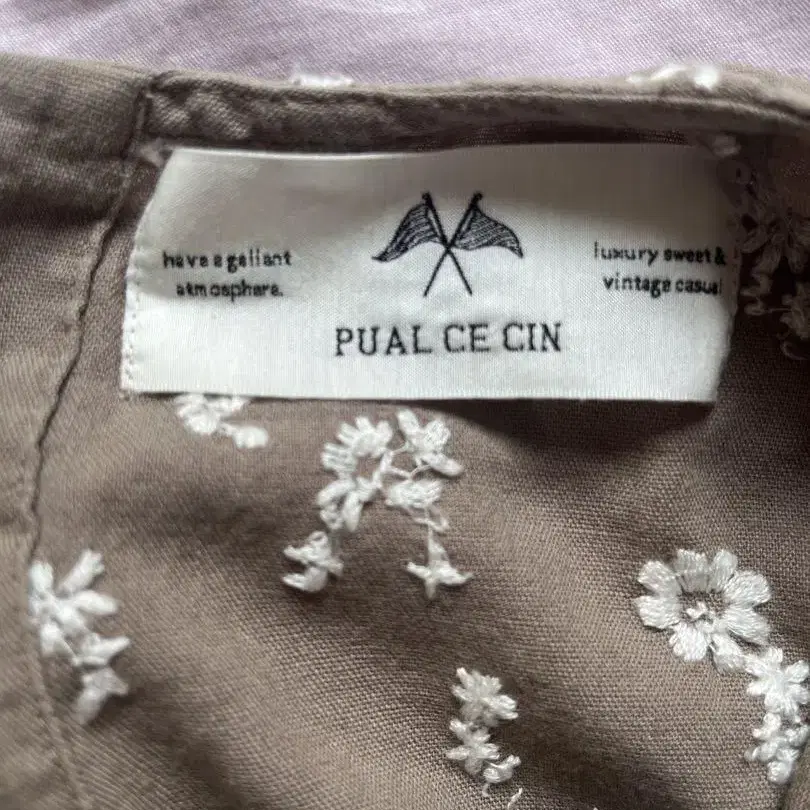 have a gallant
atmosphere.
luxury sweet &
vintage casual
PUAL CE CIN